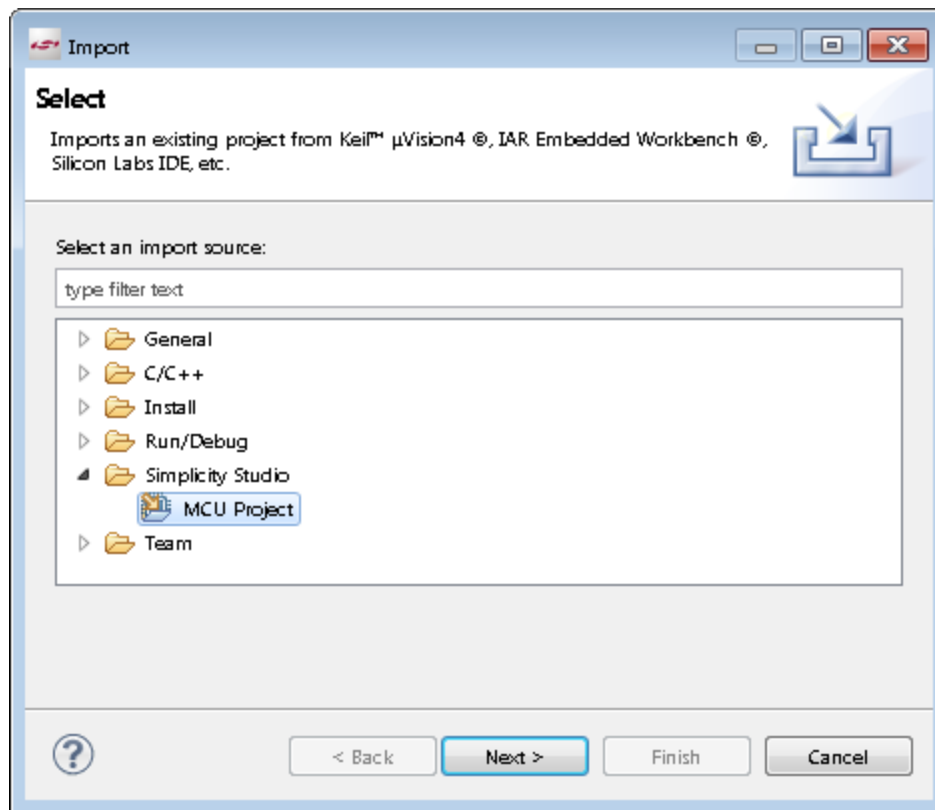 Import
Select
Imports an existing project from Keil™ µVision4 ®, IAR Embedded Workbench ®,
Silicon Labs IDE, etc.
Select an import source:
type filter text
General
C/C++
Install
Run/Debug
Simplicity Studio
MCU Project
Team
< Back Next > Finish Cancel